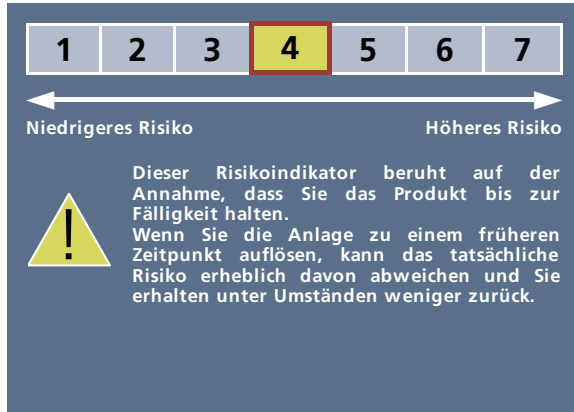 1 2 3 4 5 6 7
Niedrigeres Risiko Höheres Risiko
Dieser Risikoindikator beruht auf der
Annahme, dass Sie das Produkt bis zur
Fälligkeit halten.
Wenn Sie die Anlage zu einem früheren
Zeitpunkt auflösen, kann das tatsächliche
Risiko erheblich davon abweichen und Sie
erhalten unter Umständen weniger zurück.
!